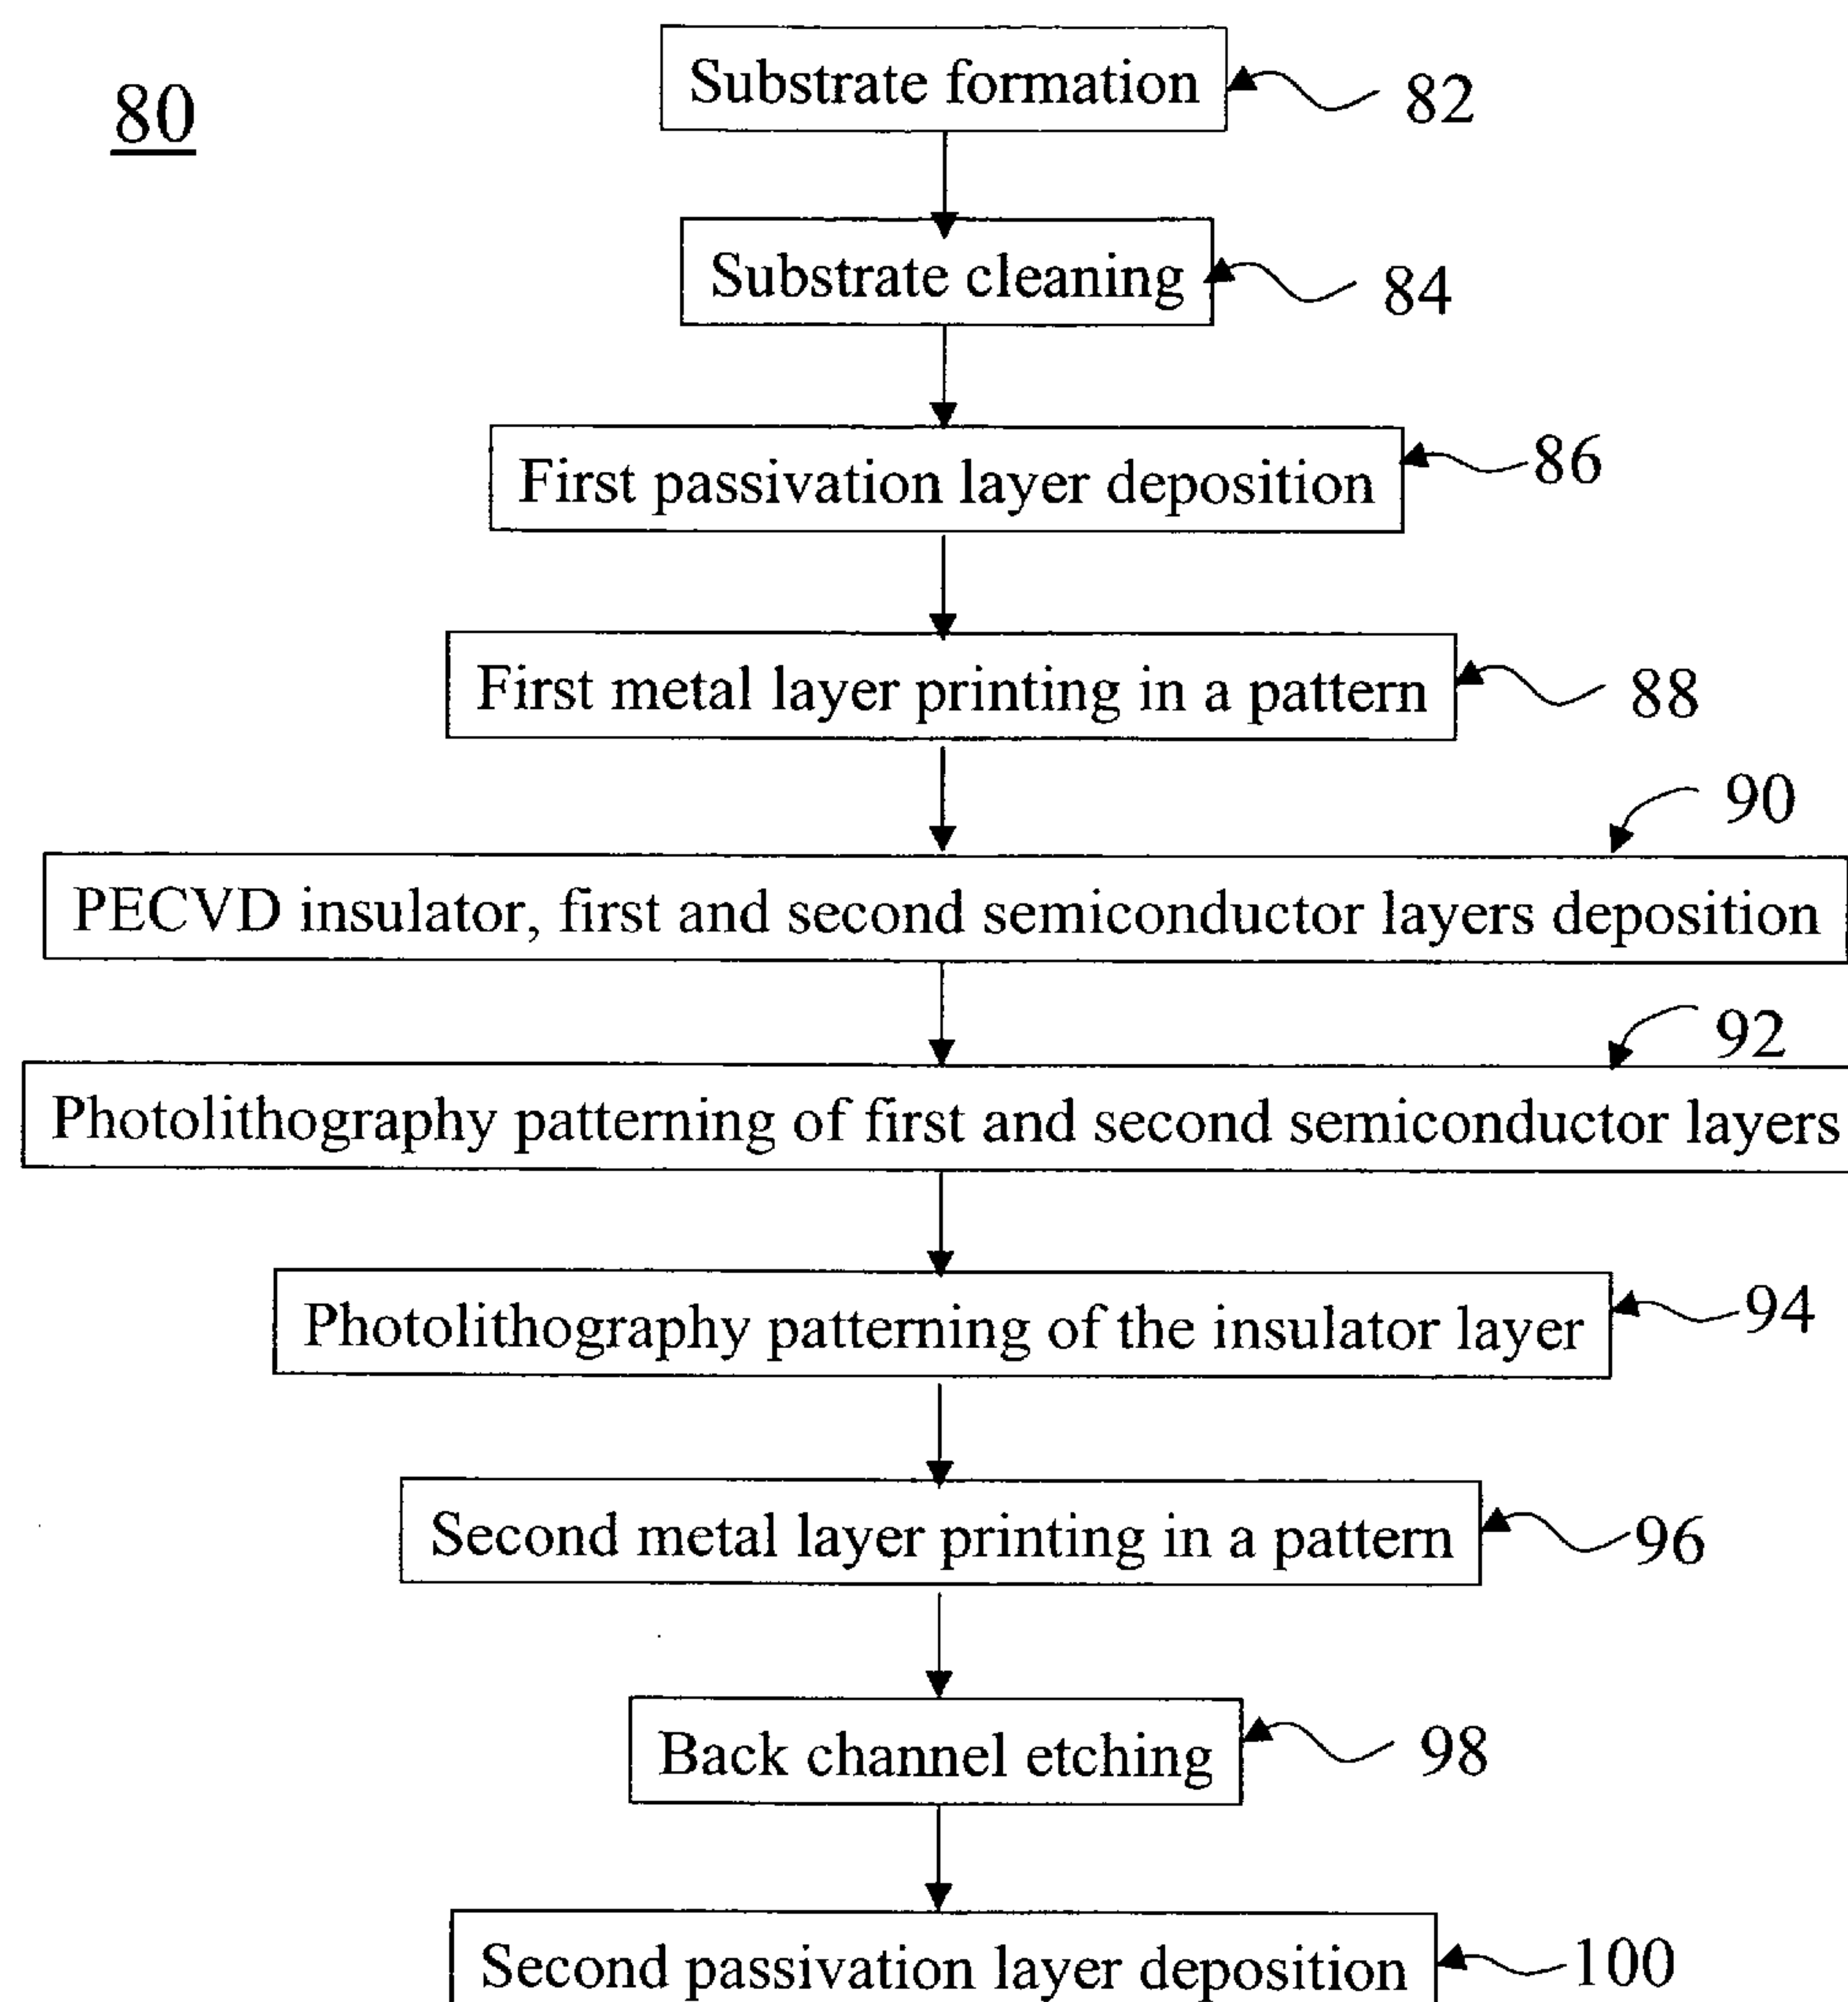 80
Substrate formation
82
Substrate cleaning
84
First passivation layer deposition
86
First metal layer printing in a pattern
88
90
PECVD insulator, first and second semiconductor layers deposition
92
Photolithography patterning of first and second semiconductor layers
Photolithography patterning of the insulator layer
94
Second metal layer printing in a pattern
96
Back channel etching
98
Second passivation layer deposition
100